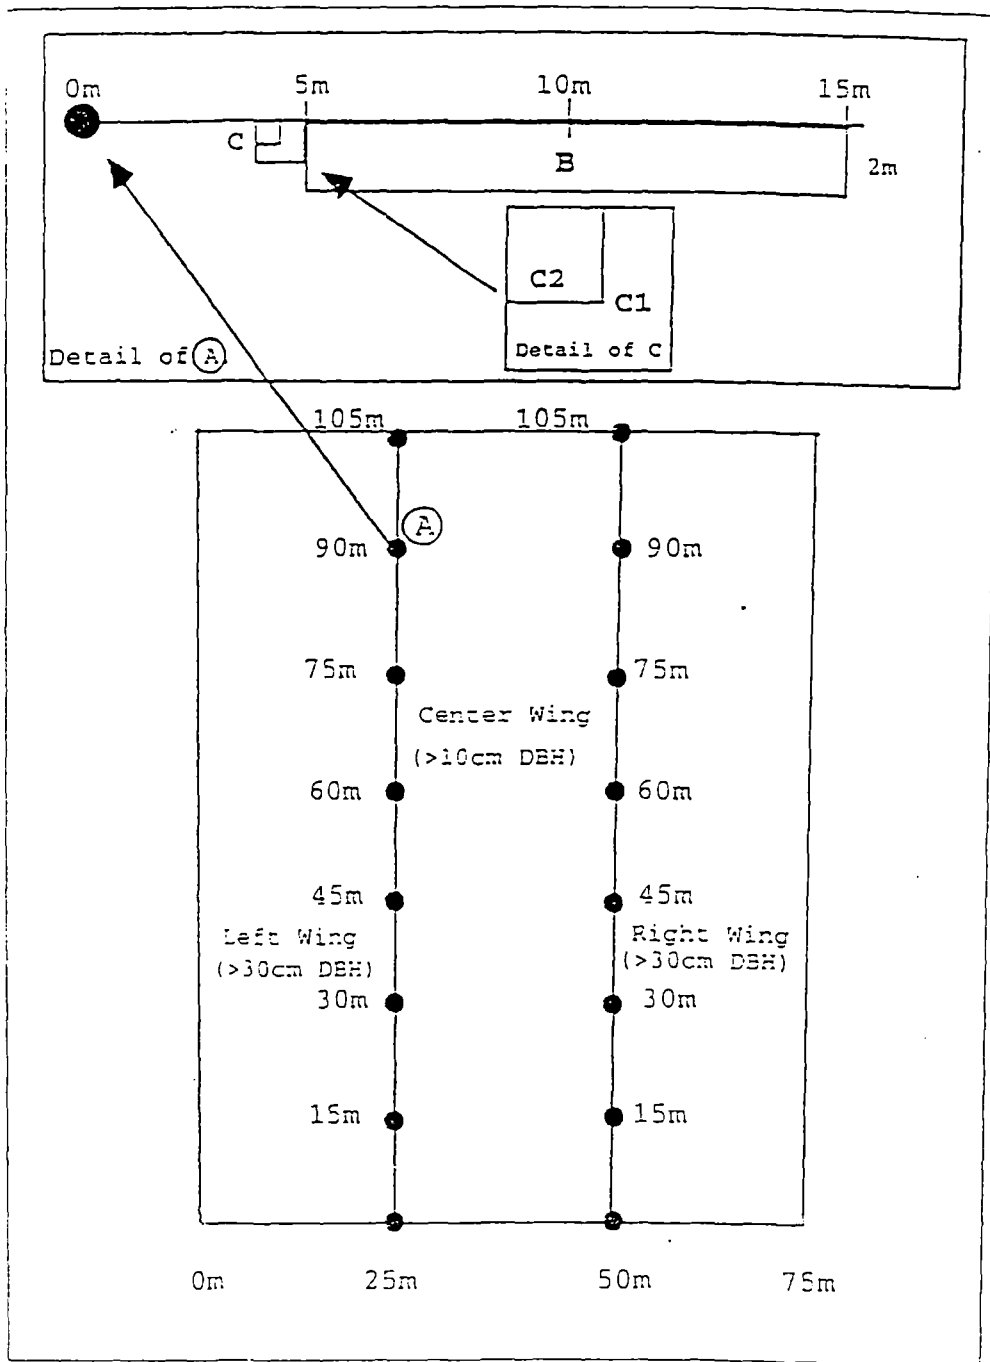 0m 5m 10m 15m
C B 2m
C2
C1
Detail of C
Detail of A
105m 105m
A
90m 90m
75m 75m
Center Wing
(>10cm DBH)
60m 60m
45m 45m
Left Wing Right Wing
(>30cm DBH) (>30cm DBH)
30m 30m
15m 15m
0m 25m 50m 75m